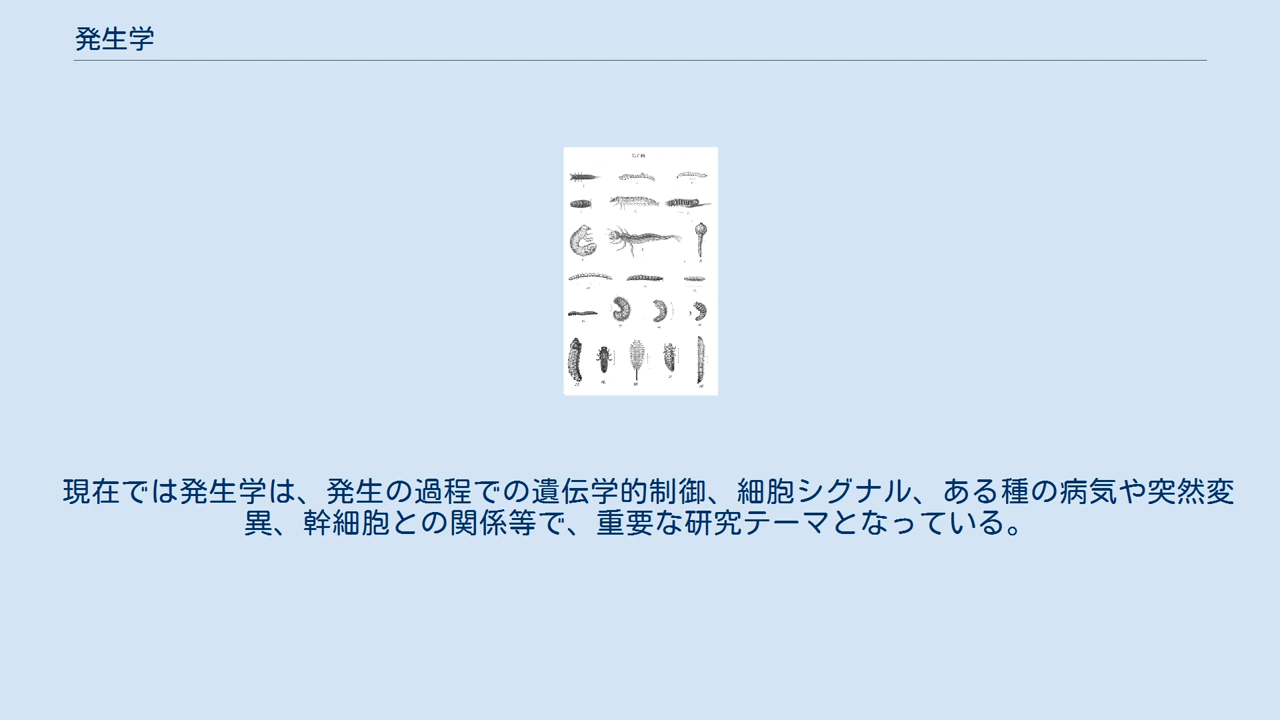 発生学
現在では発生学は、発生の過程での遺伝学的制御、細胞シグナル、ある種の病気や突然変
異、幹細胞との関係等で、重要な研究テーマとなっている。